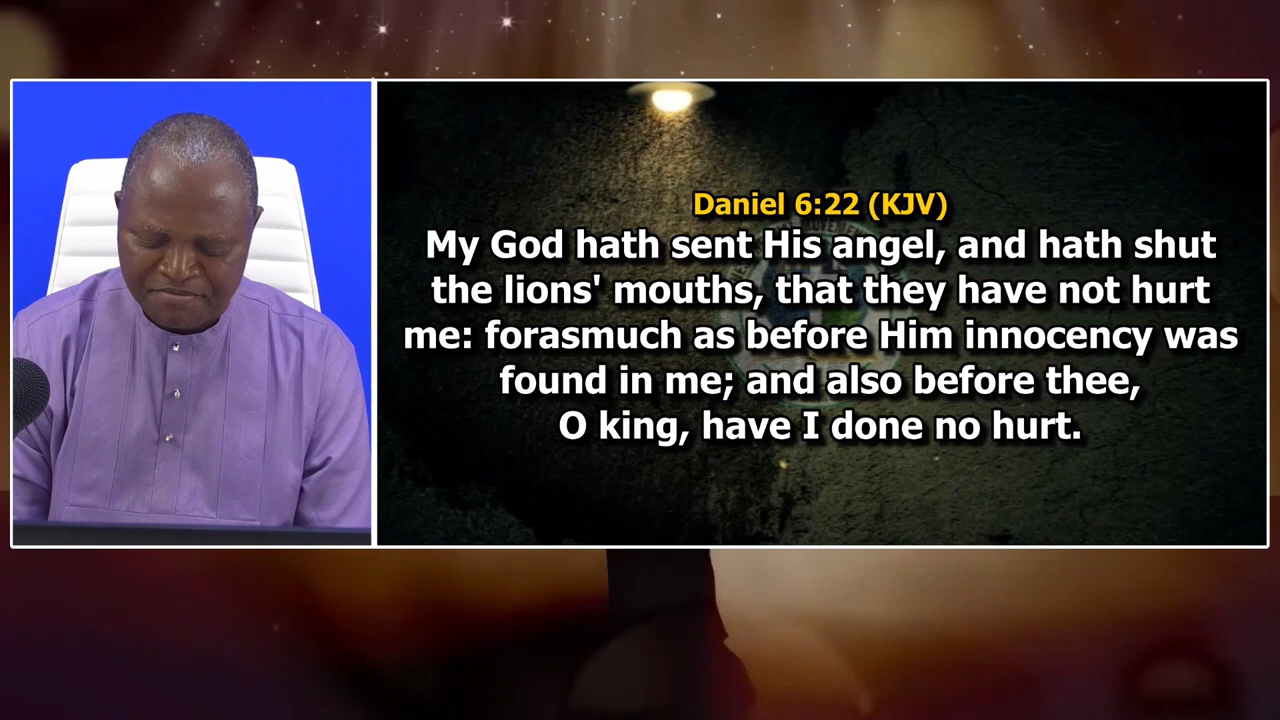 Daniel 6:22 (KJV)
My God hath sent His angel, and hath shut
the lions' mouths, that they have not hurt
me: forasmuch as before Him innocency was
found in me; and also before thee,
O king, have I done no hurt.